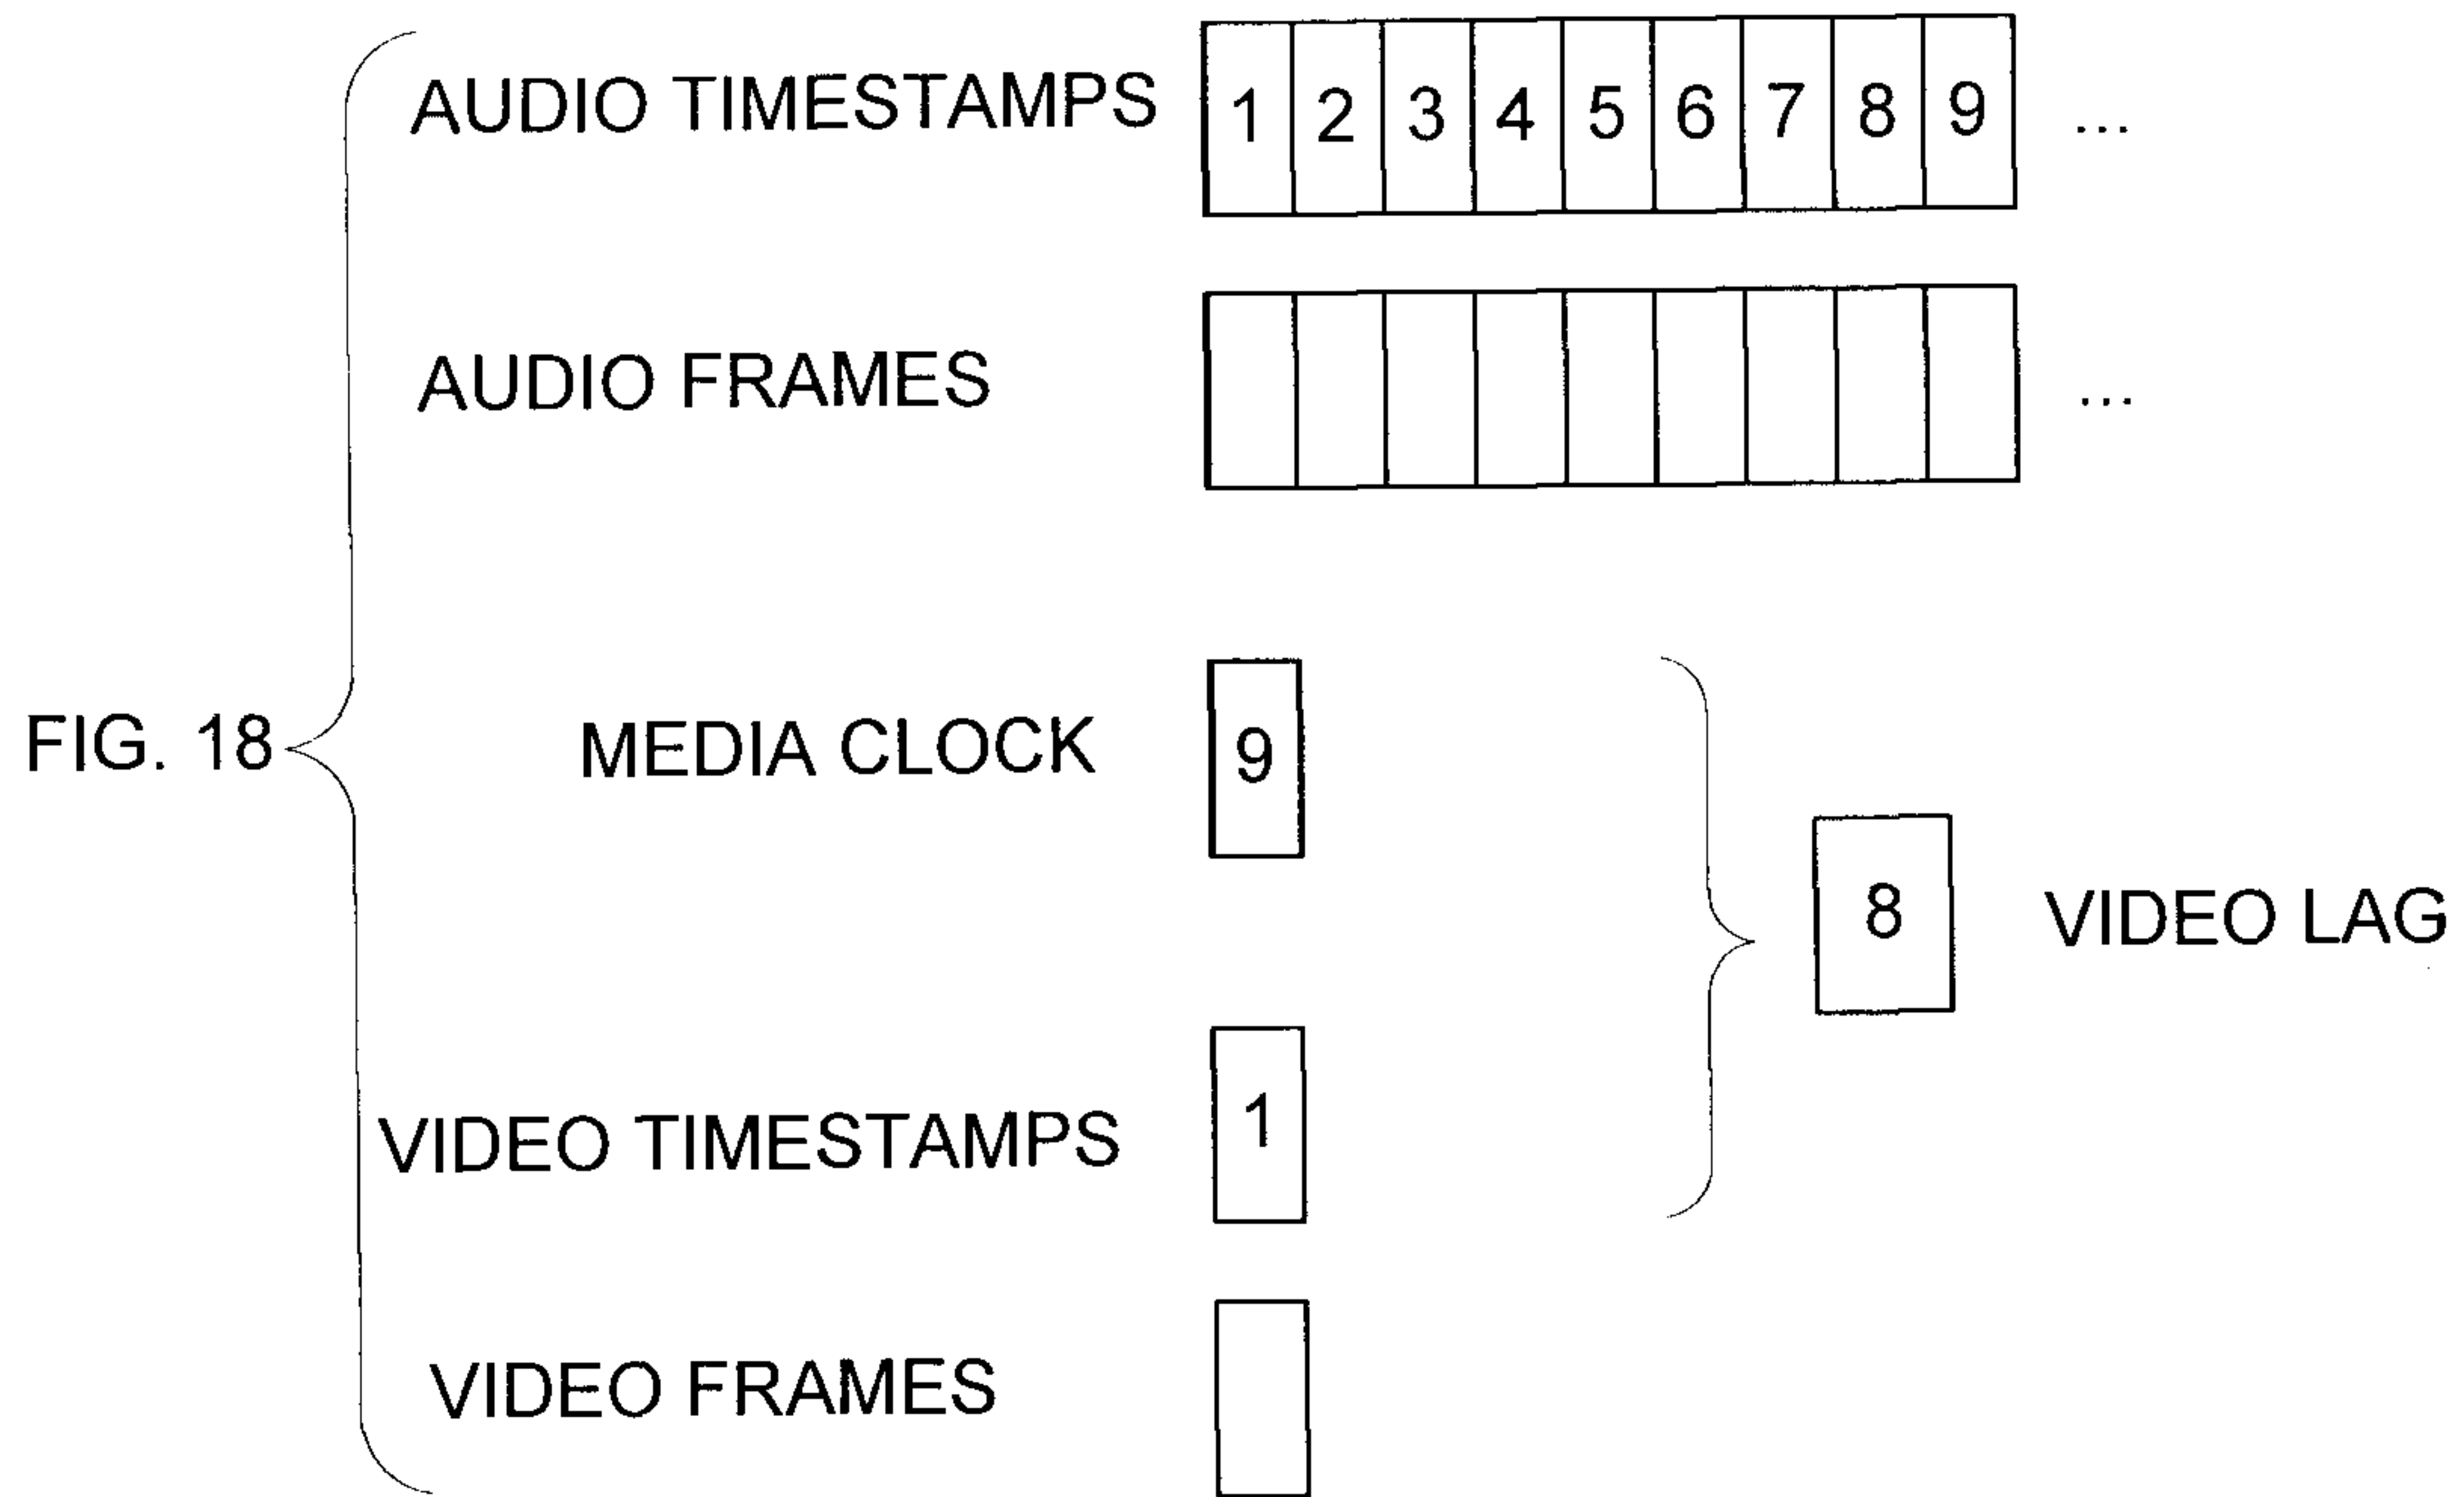 AUDIO TIMESTAMPS 1 2 3 4 5 6 7 8 9 ...
AUDIO FRAMES ...
FIG. 18
MEDIA CLOCK 9
8 VIDEO LAG
VIDEO TIMESTAMPS 1
VIDEO FRAMES